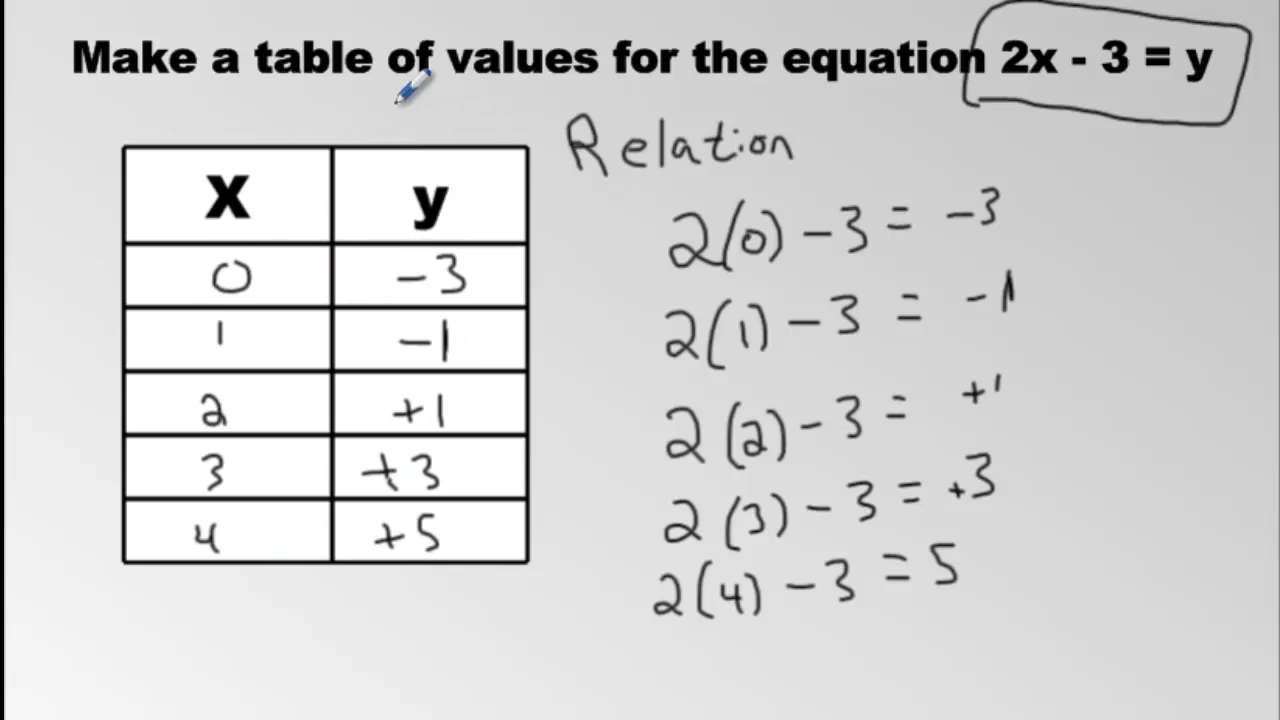 Make a table of values for the equation 2x - 3 = y
Relation
X y
0 -3
1 -1
2 +1
3 +3
4 +5
2(0) - 3 = -3
2(1) - 3 = -1
2(2) - 3 = +1
2(3) - 3 = +3
2(4) - 3 = 5